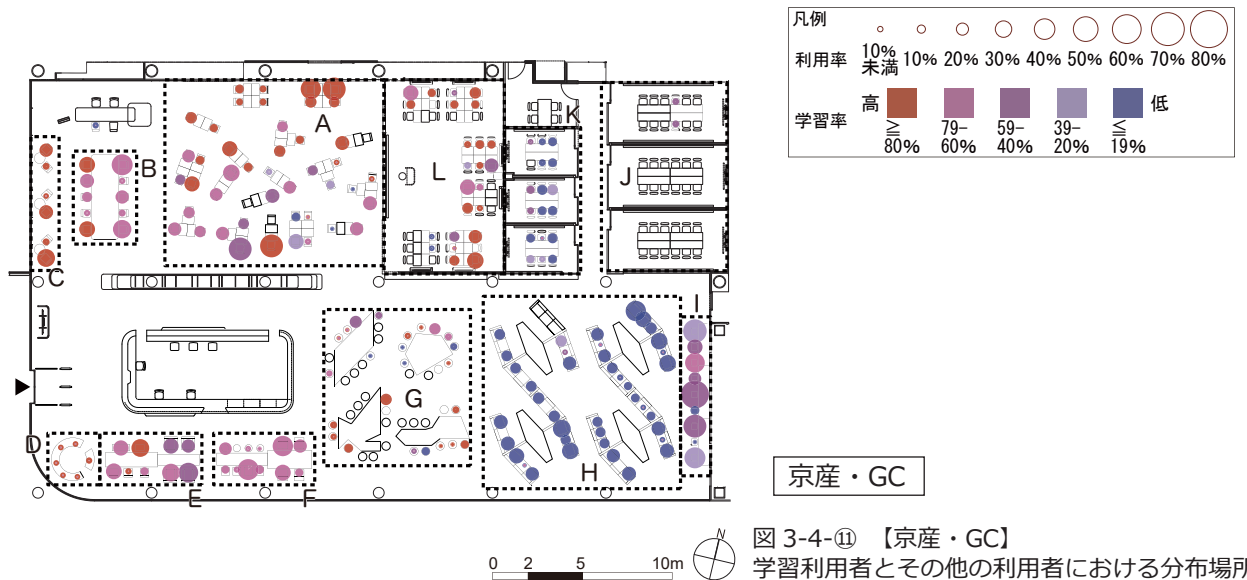 凡例
利用率
10%
未満
10%
20%
30%
40%
50%
60%
70%
80%
学習率
高
低
≧
80%
79-
60%
59-
40%
39-
20%
≦
19%
A
B
C
D
E
F
G
H
I
J
K
L
0 2 5 10m
N
京産・GC
図 3-4-⑪ 【京産・GC】
学習利用者とその他の利用者における分布場所